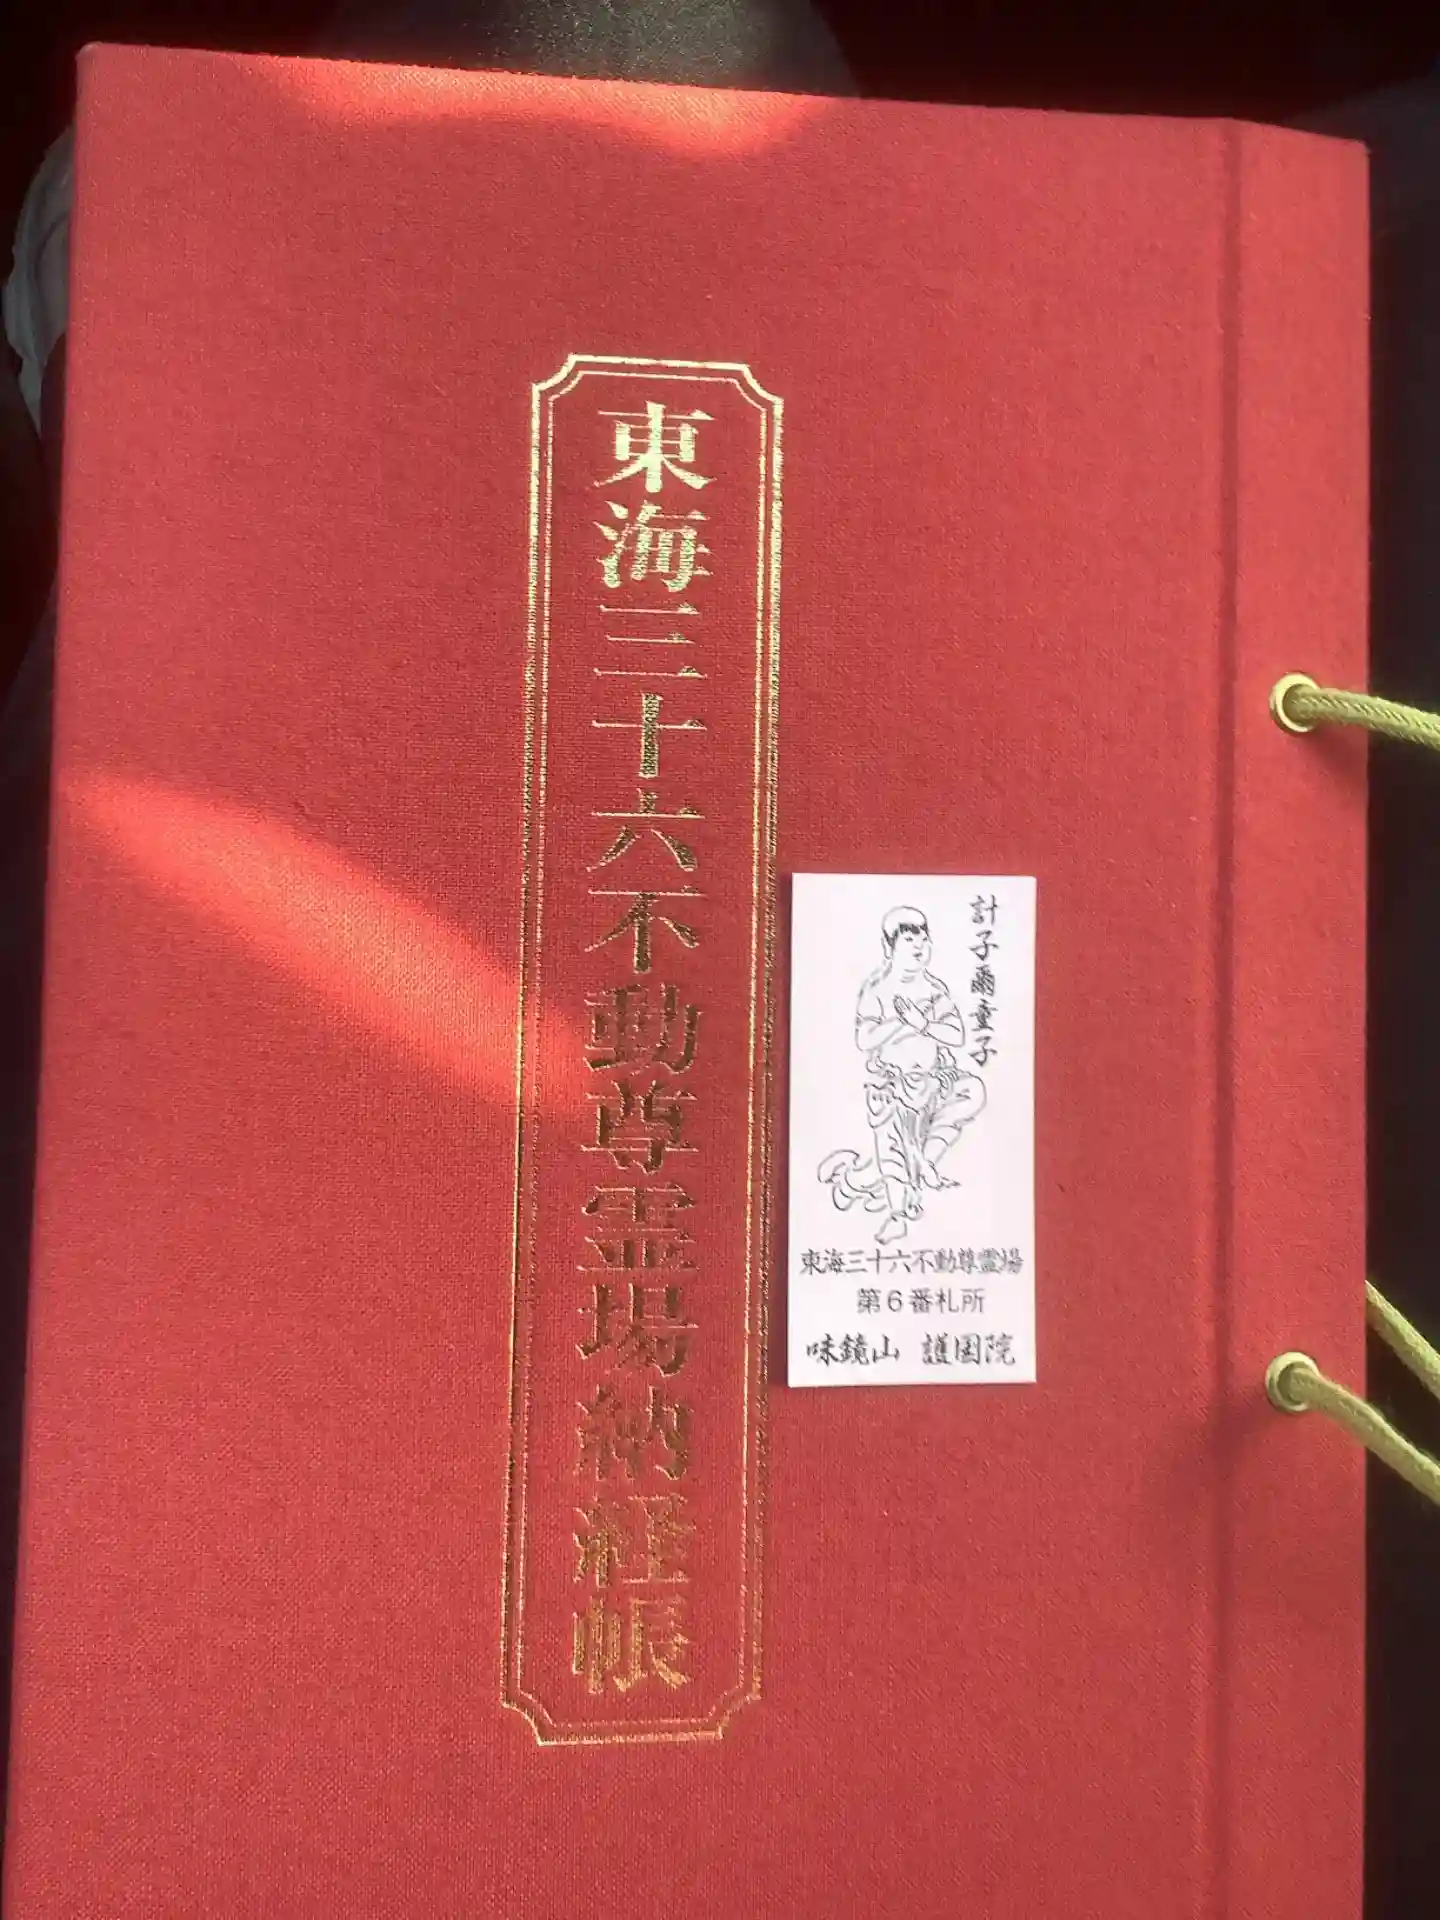 東海三十六不動尊霊場納経帳
計子爾童子
東海三十六不動尊霊場
第6番札所
味鏡山 護国院